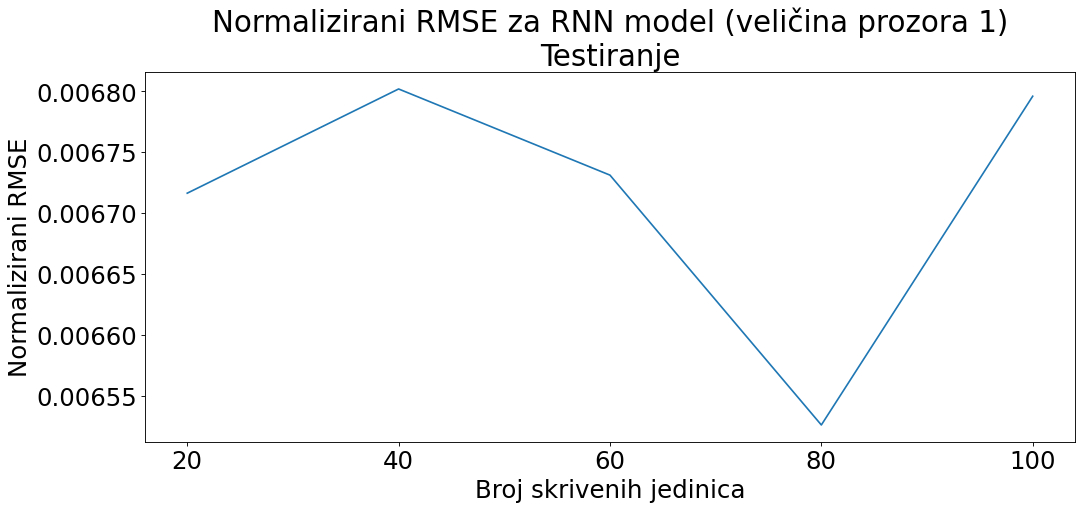 Normalizirani RMSE za RNN model (veličina prozora 1)
Testiranje
Normalizirani RMSE
0.00680
0.00675
0.00670
0.00665
0.00660
0.00655
20 40 60 80 100
Broj skrivenih jedinica